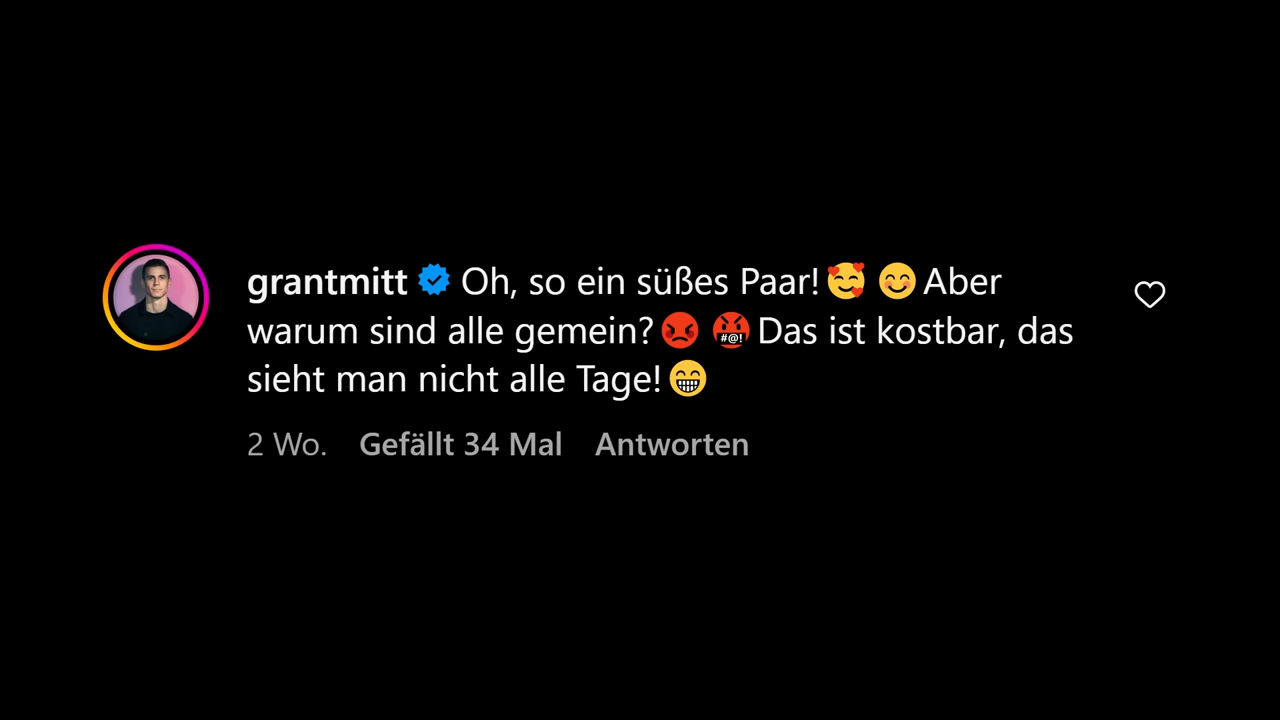 grantmitt Oh, so ein süßes Paar!🥰 😊Aber
warum sind alle gemein?😡 🤬Das ist kostbar, das
sieht man nicht alle Tage!😁
2 Wo. Gefällt 34 Mal Antworten